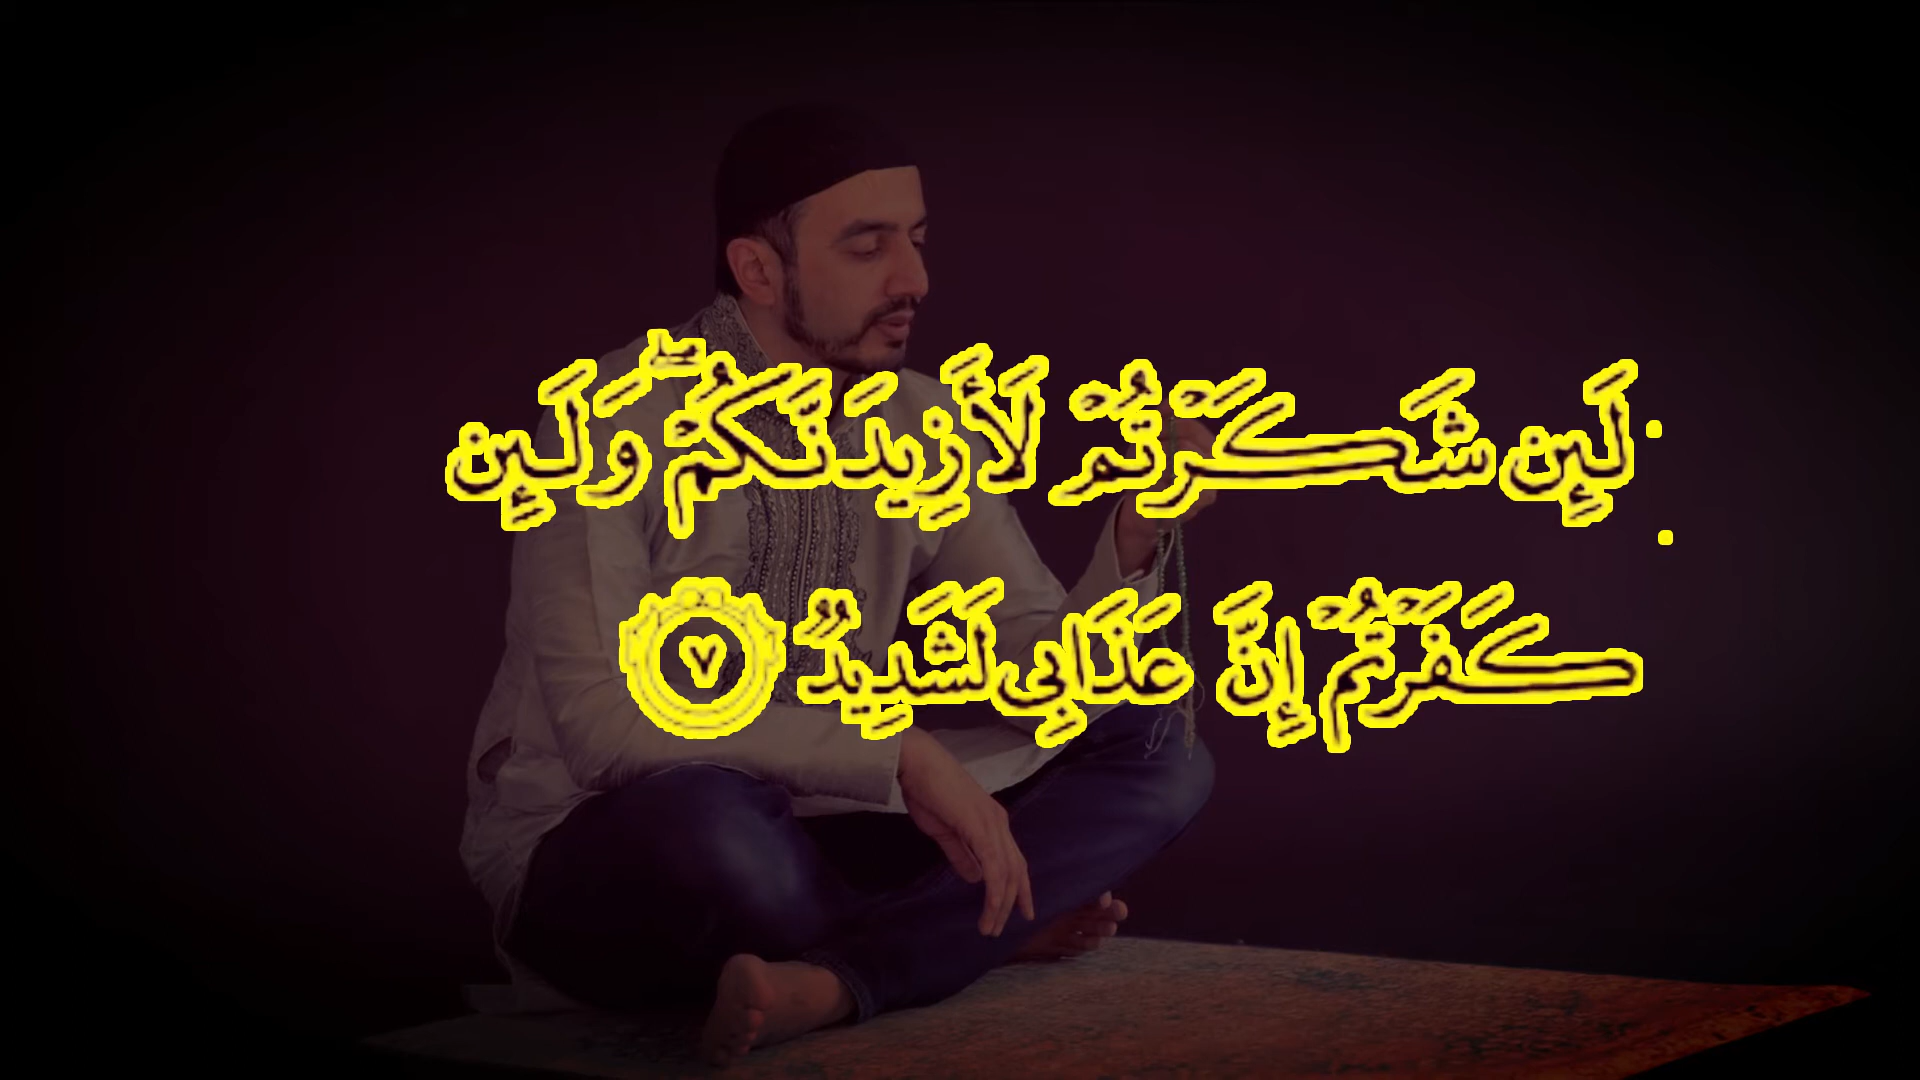 لَئِن شَكَرْتُمْ لَأَزِيدَنَّكُمْ ۖ وَلَئِن
كَفَرْتُمْ إِنَّ عَذَابِي لَشَدِيدٌ ٧